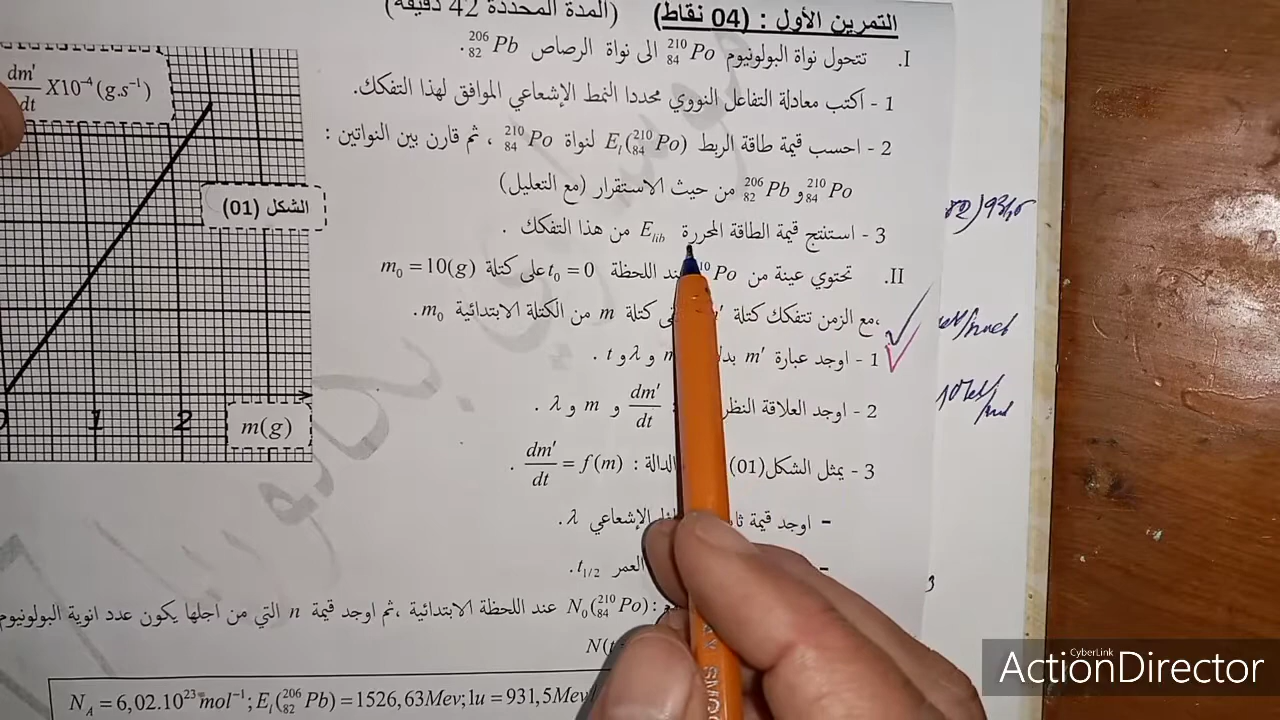 التمرين الأول : (04 نقاط) (المدة المحددة 42 دقيقة)
I. تتحول نواة البولونيوم ²¹⁰₈₄Po الى نواة الرصاص ²⁰⁶₈₂Pb .
1 - اكتب معادلة التفاعل النووي محددا النمط الإشعاعي الموافق لهذا التفكك.
2 - احسب قيمة طاقة الربط E_l(²¹⁰₈₄Po) لنواة ²¹⁰₈₄Po ، ثم قارن بين النواتين :
²¹⁰₈₄Po و ²⁰⁶₈₂Pb من حيث الاستقرار (مع التعليل)
3 - استنتج قيمة الطاقة المحررة E_lib من هذا التفكك .
II. تحتوي عينة من Po عند اللحظة t₀ = 0 على كتلة m₀ = 10(g)
،مع الزمن تتفكك كتلة كتلة m من الكتلة الابتدائية m₀ .
1 - اوجد عبارة m′ و λ و t .
2 - اوجد العلاقة : dm′/dt و m و λ .
3 - يمثل الشكل(01) الدالة : dm′/dt = f(m) .
- اوجد قيمة الإشعاعي λ .
- العمر t₁/₂ .
N₀(²¹⁰₈₄Po) عند اللحظة الابتدائية ،ثم اوجد قيمة n التي من اجلها يكون عدد انوية البولونيوم
N(t
N_A = 6,02.10²³mol⁻¹ ; E_l(²⁰⁶₈₂Pb) = 1526,63Mev ; 1u = 931,5Mev/
dm′/dt X10⁻⁴(g.s⁻¹)
الشكل (01)
0 1 2 m(g)
CyberLink
ActionDirector